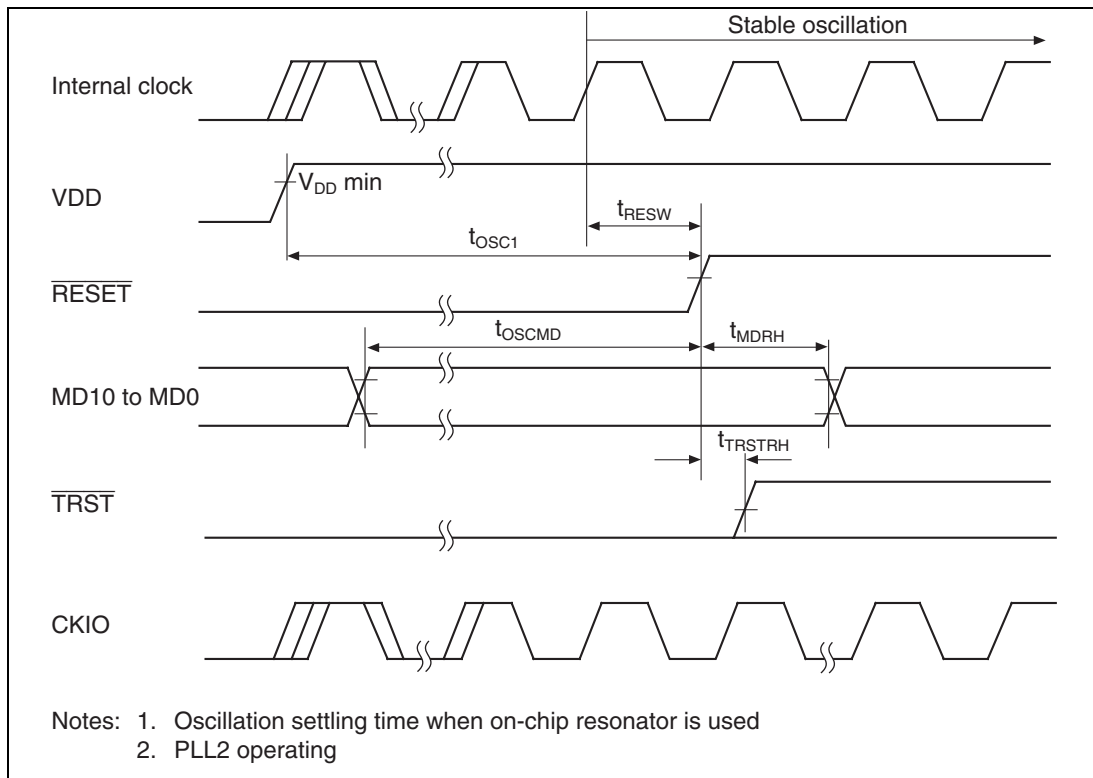 Stable oscillation
Internal clock
VDD
VDD min
tRESW
tOSC1
RESET
tOSCMD
tMDRH
MD10 to MD0
tTRSTRH
TRST
CKIO
Notes: 1. Oscillation settling time when on-chip resonator is used
2. PLL2 operating